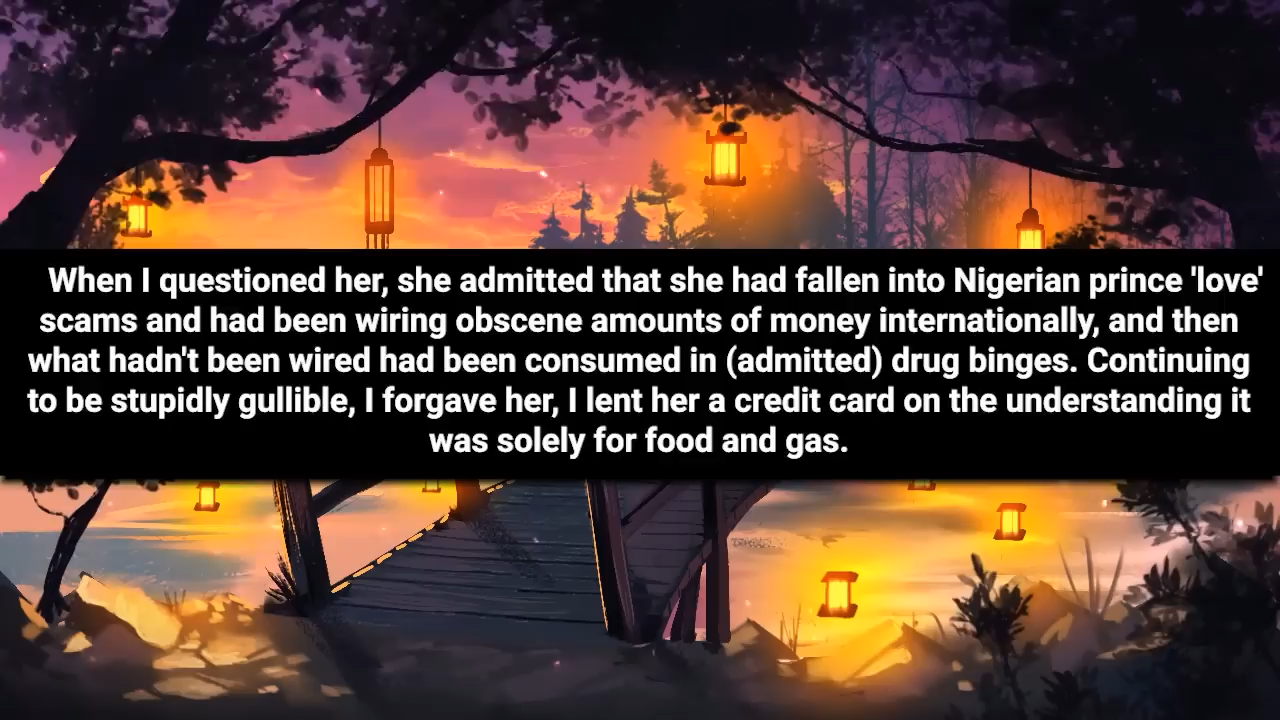 When I questioned her, she admitted that she had fallen into Nigerian prince 'love'
scams and had been wiring obscene amounts of money internationally, and then
what hadn't been wired had been consumed in (admitted) drug binges. Continuing
to be stupidly gullible, I forgave her, I lent her a credit card on the understanding it
was solely for food and gas.